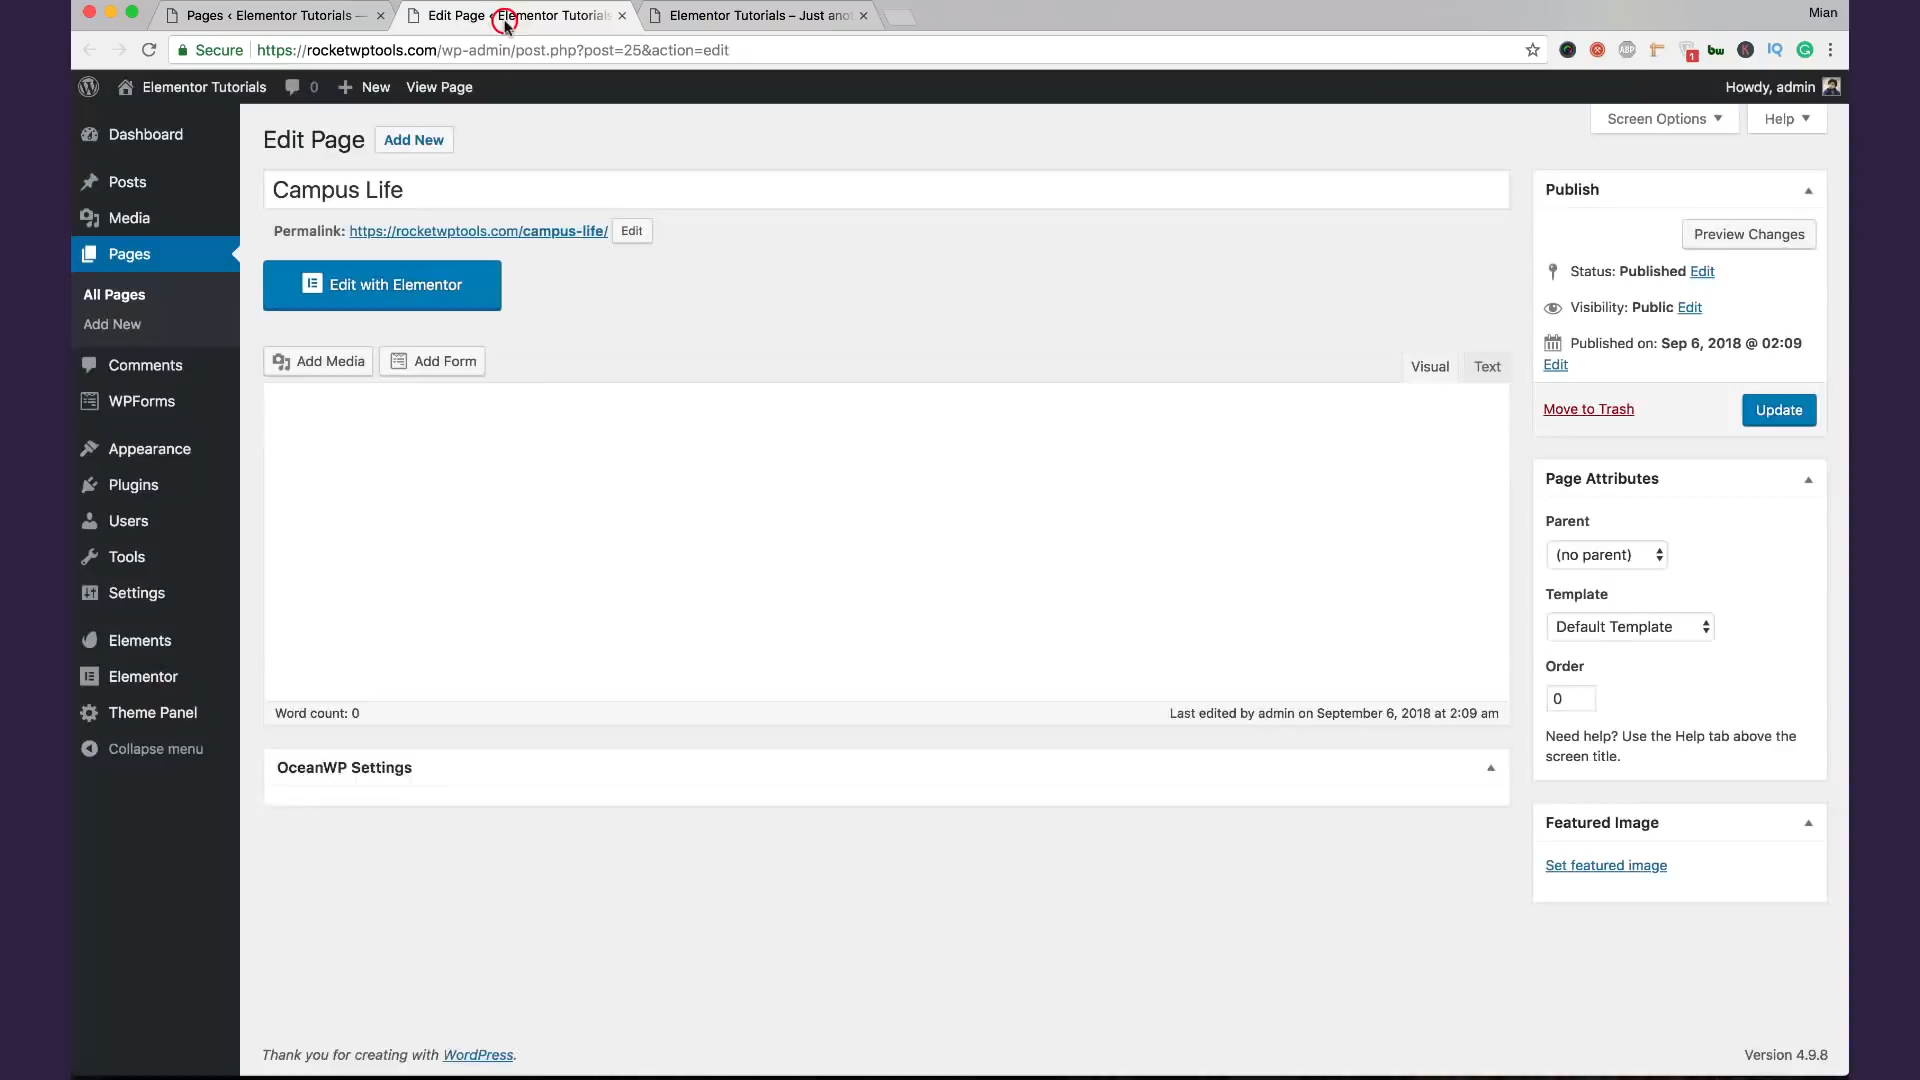 Pages ‹ Elementor Tutorials —
Edit Page ‹ Elementor Tutorials
Elementor Tutorials – Just anot
Mian
Secure
https://rocketwptools.com/wp-admin/post.php?post=25&action=edit
ABP
1
bw
K
IQ
Elementor Tutorials
0
New
View Page
Howdy, admin
Dashboard
Posts
Media
Pages
All Pages
Add New
Comments
WPForms
Appearance
Plugins
Users
Tools
Settings
Elements
Elementor
Theme Panel
Collapse menu
Screen Options
Help
Edit Page
Add New
Campus Life
Permalink: https://rocketwptools.com/campus-life/ Edit
Edit with Elementor
Add Media
Add Form
Visual
Text
Word count: 0
Last edited by admin on September 6, 2018 at 2:09 am
OceanWP Settings
Publish
Preview Changes
Status: Published Edit
Visibility: Public Edit
Published on: Sep 6, 2018 @ 02:09
Edit
Move to Trash
Update
Page Attributes
Parent
(no parent)
Template
Default Template
Order
0
Need help? Use the Help tab above the
screen title.
Featured Image
Set featured image
Thank you for creating with WordPress.
Version 4.9.8